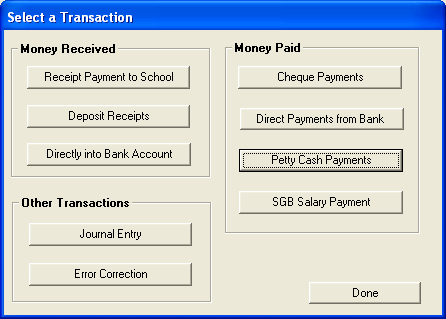 Select a Transaction
Money Received
Receipt Payment to School
Deposit Receipts
Directly into Bank Account
Money Paid
Cheque Payments
Direct Payments from Bank
Petty Cash Payments
SGB Salary Payment
Other Transactions
Journal Entry
Error Correction
Done